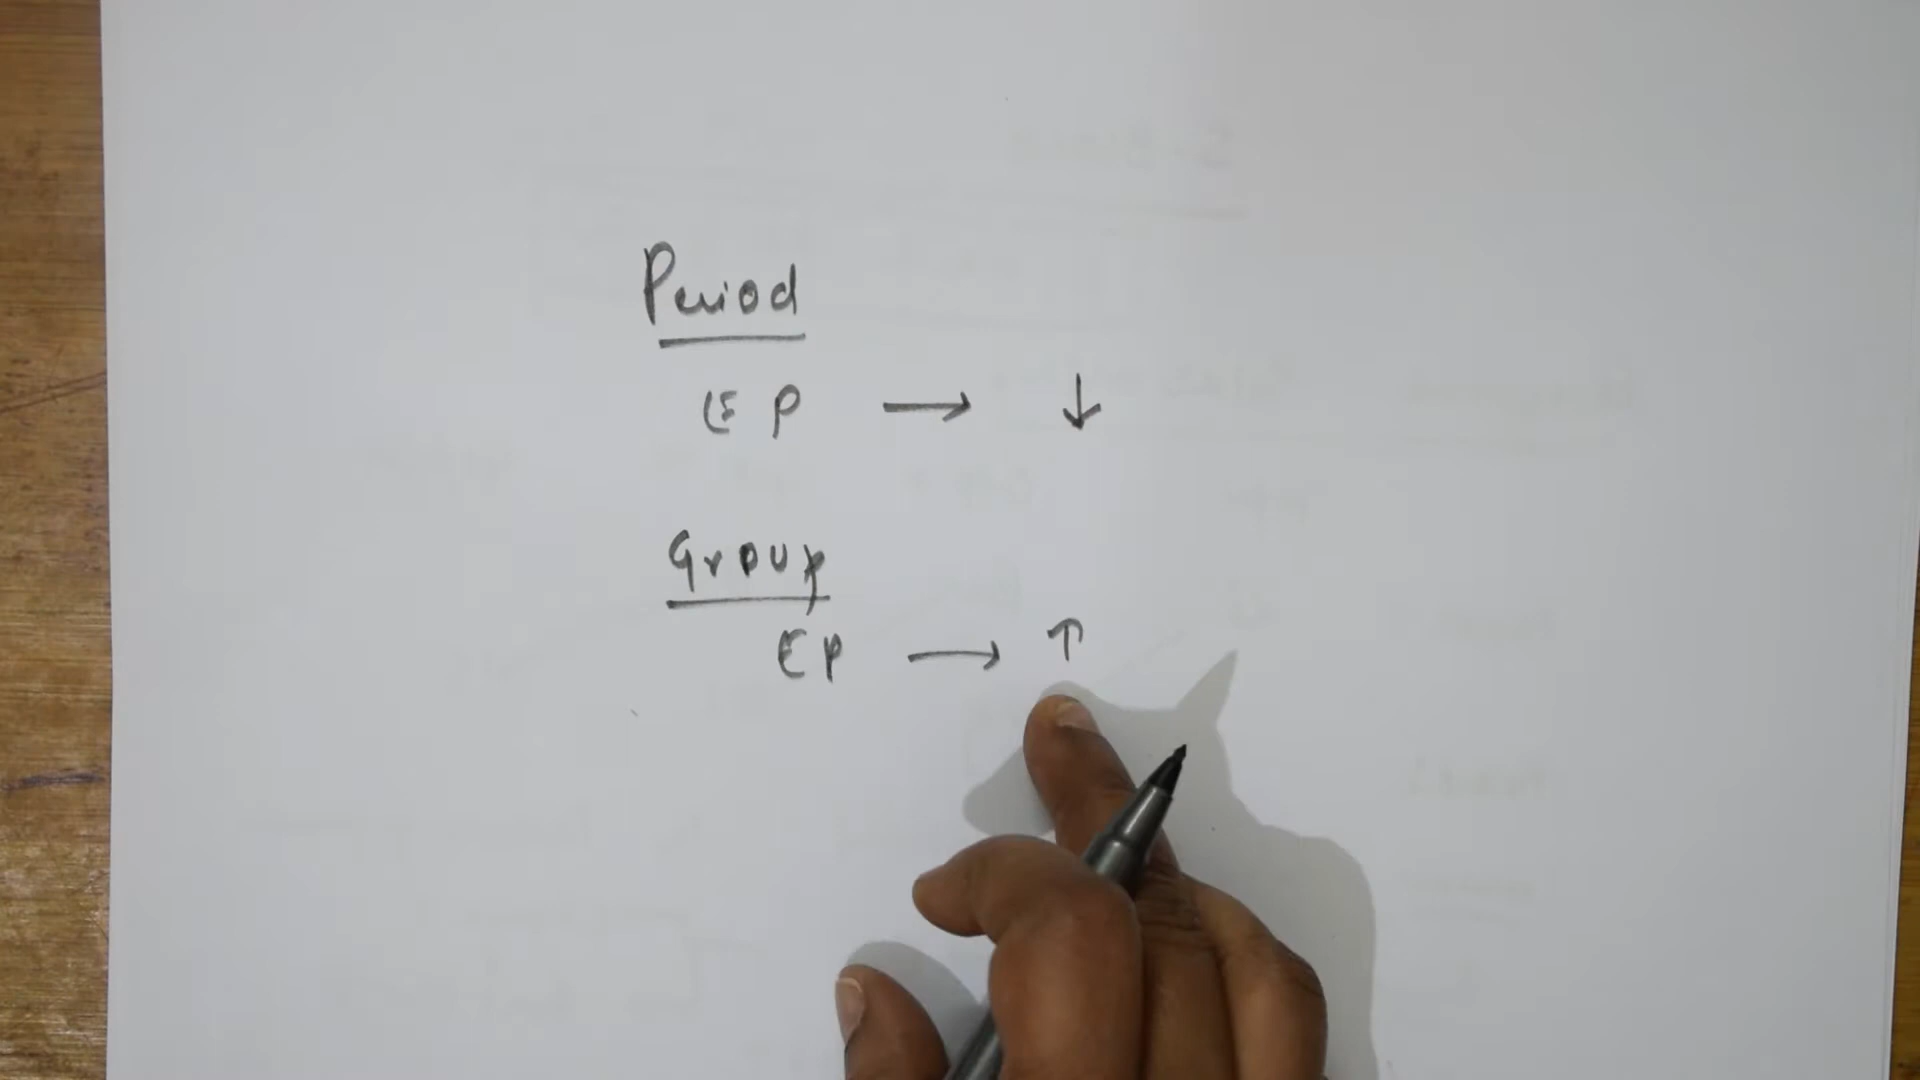 Period
EP → ↓
Group
EP → ↑